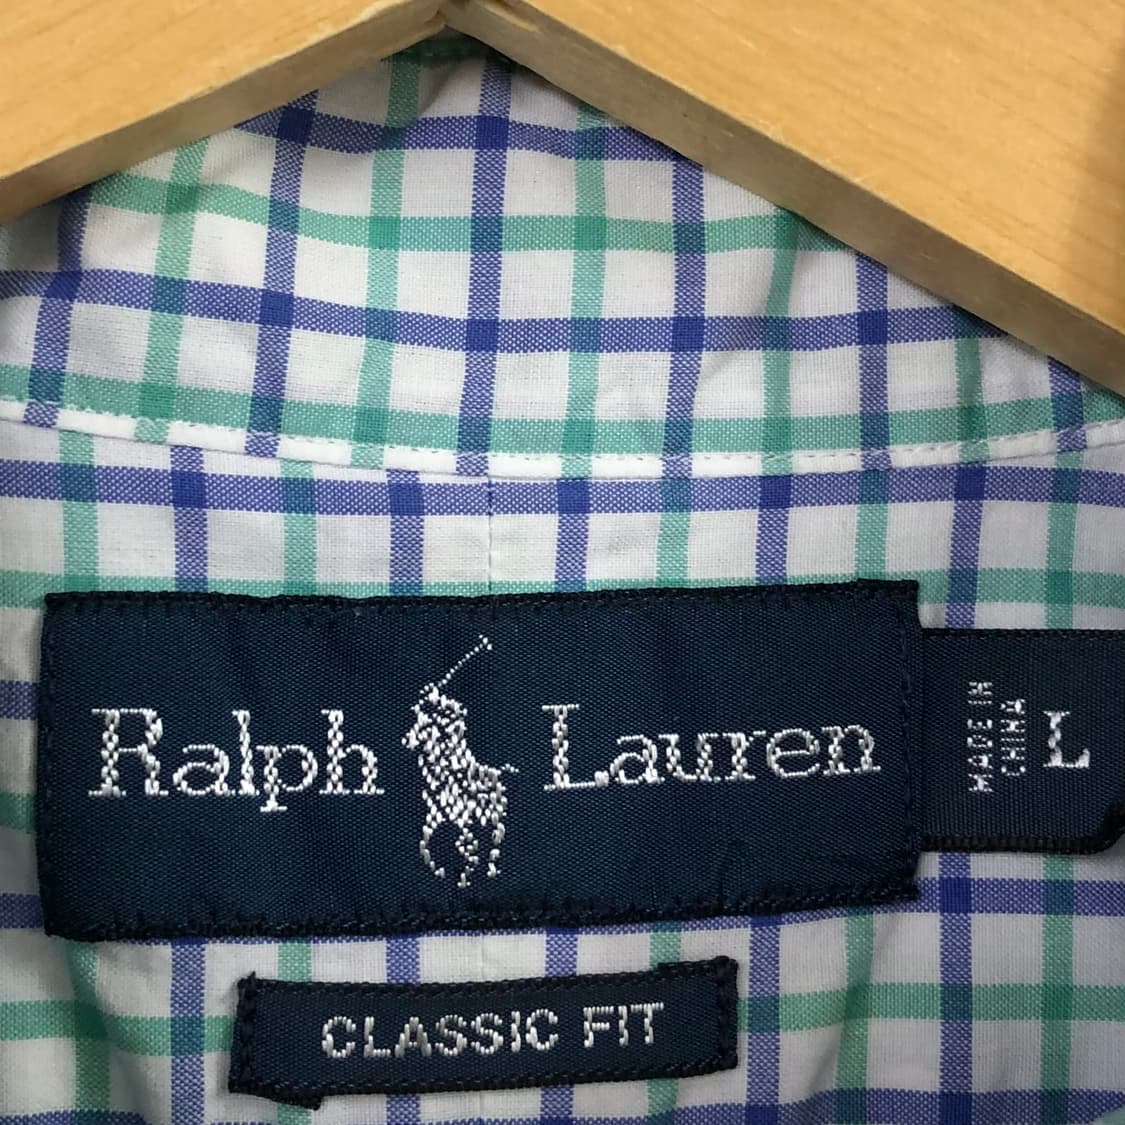 Ralph Lauren
MADE IN
CHINA
L
CLASSIC FIT